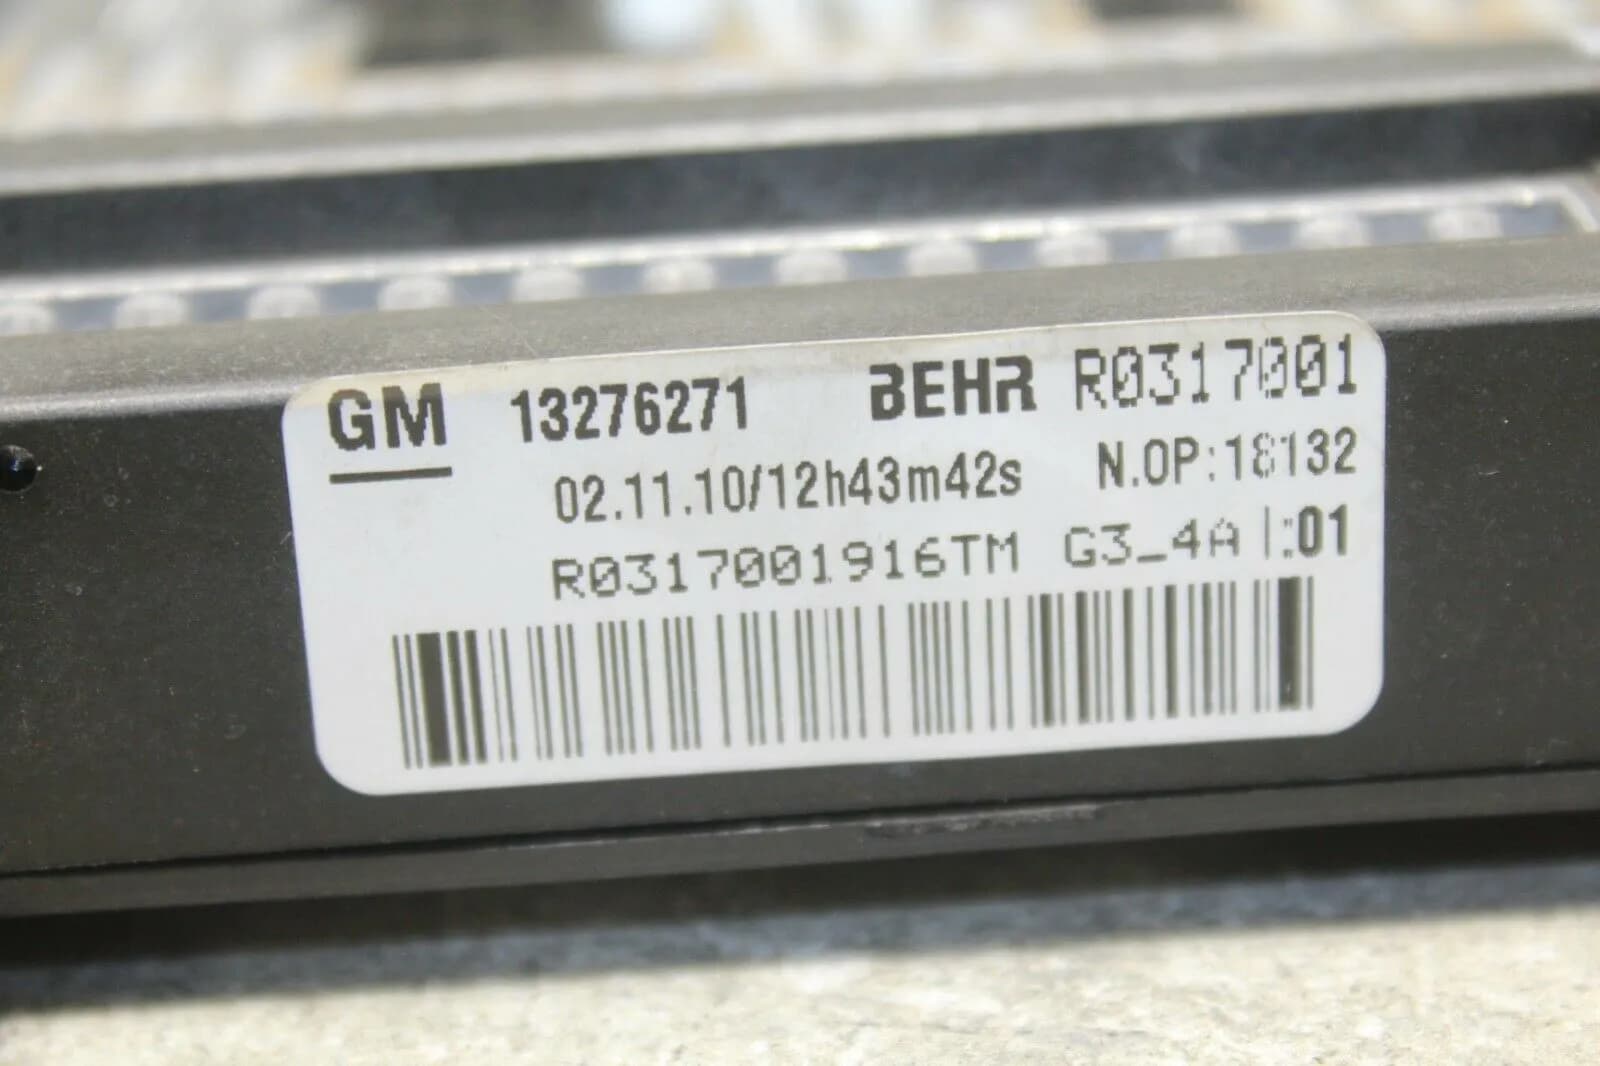 GM 13276271 BEHR R0317001
02.11.10/12h43m42s N.OP:18132
R0317001916TM G3_4A |:01